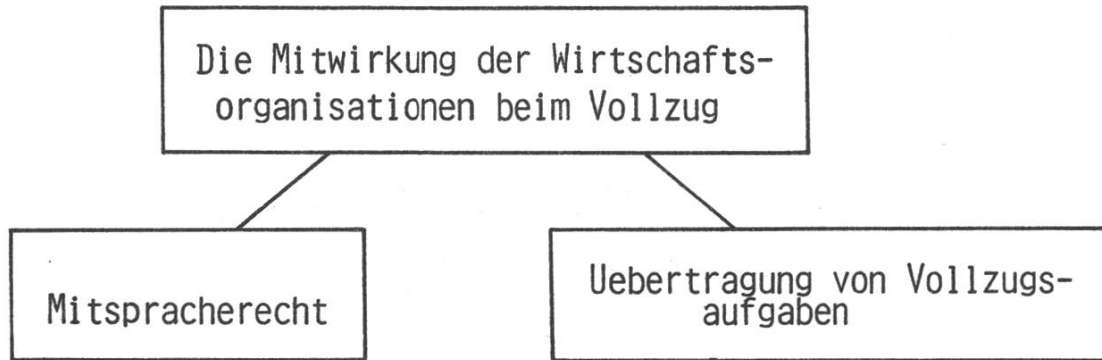 Die Mitwirkung der Wirtschafts-
organisationen beim Vollzug
Mitspracherecht
Uebertragung von Vollzugs-
aufgaben